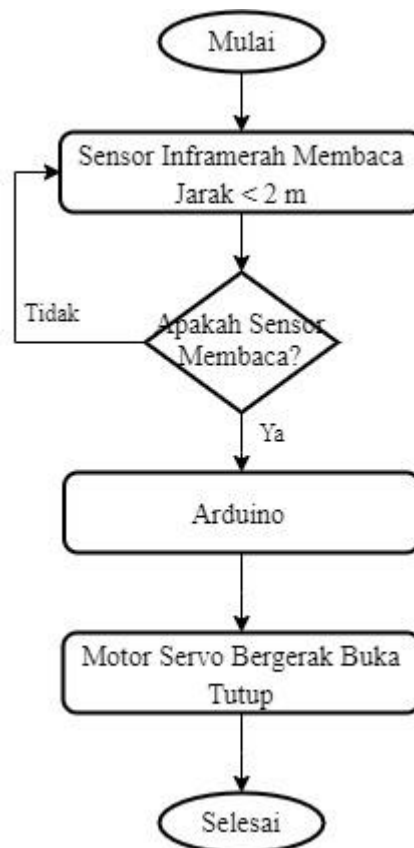 Mulai
Sensor Inframerah Membaca
Jarak < 2 m
Tidak
Apakah Sensor
Membaca?
Ya
Arduino
Motor Servo Bergerak Buka
Tutup
Selesai